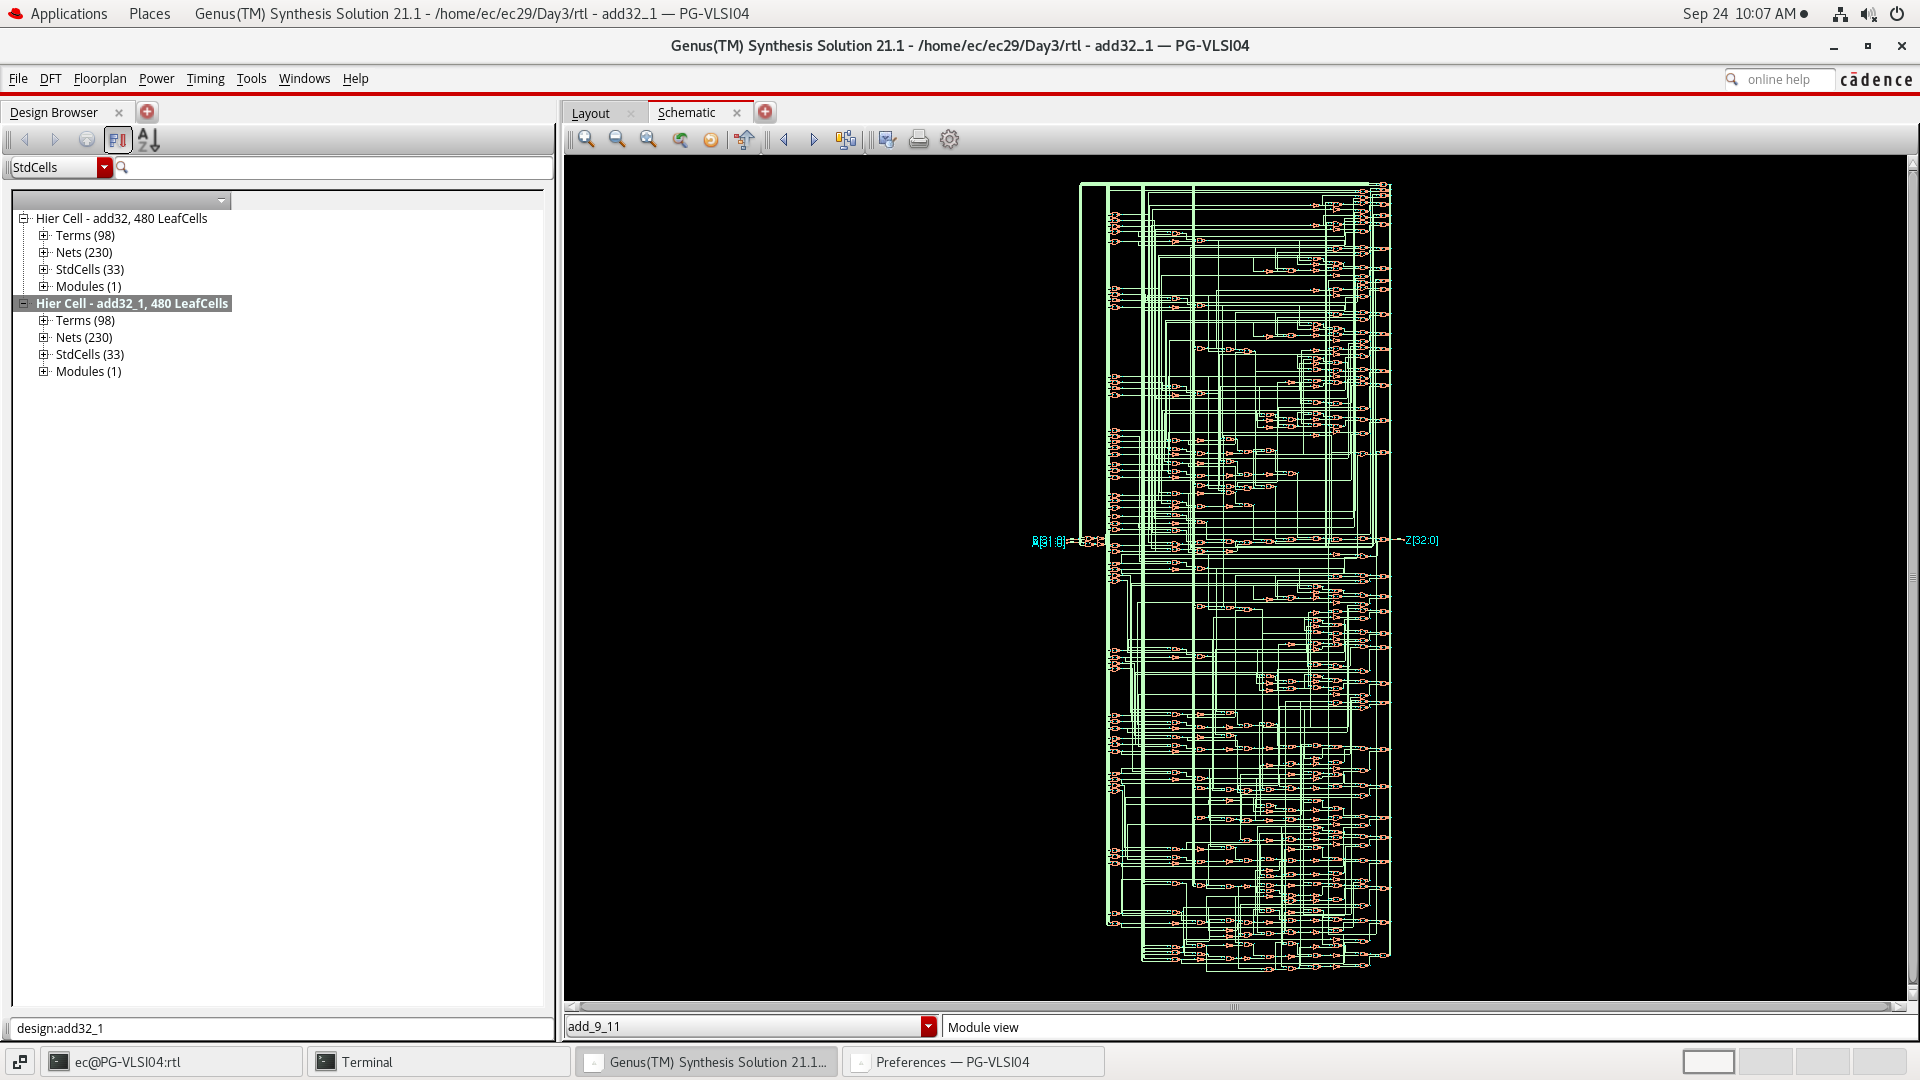 Applications Places Genus(TM) Synthesis Solution 21.1 - /home/ec/ec29/Day3/rtl - add32_1 — PG-VLSI04 Sep 24 10:07 AM
Genus(TM) Synthesis Solution 21.1 - /home/ec/ec29/Day3/rtl - add32_1 — PG-VLSI04
File DFT Floorplan Power Timing Tools Windows Help online help cādence
Design Browser
Layout Schematic
StdCells
Hier Cell - add32, 480 LeafCells
Terms (98)
Nets (230)
StdCells (33)
Modules (1)
Hier Cell - add32_1, 480 LeafCells
Terms (98)
Nets (230)
StdCells (33)
Modules (1)
Z[32:0]
design:add32_1
add_9_11 Module view
ec@PG-VLSI04:rtl Terminal Genus(TM) Synthesis Solution 21.1... Preferences — PG-VLSI04